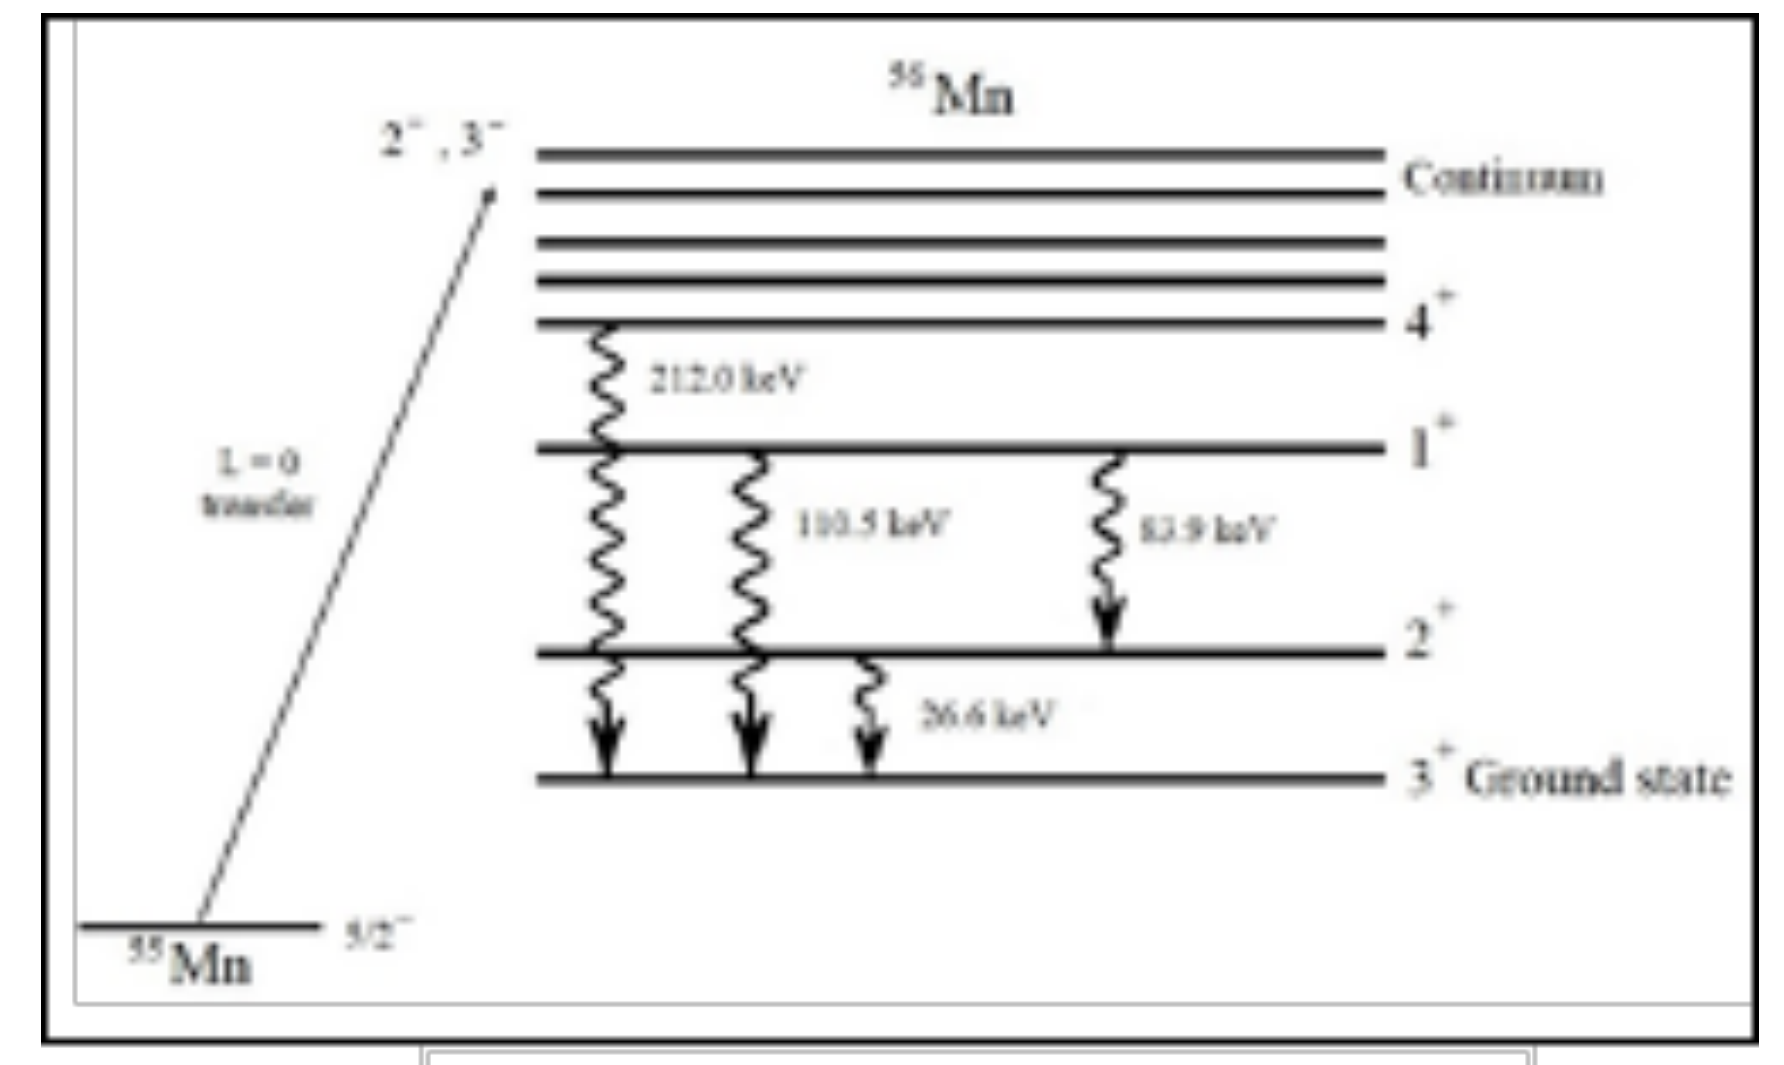 ⁵⁶Mn
2⁻ , 3⁻
Continuum
4⁺
212.0 keV
1⁺
L = 0
transfer
110.5 keV
83.9 keV
2⁺
26.6 keV
3⁺ Ground state
5/2⁻
⁵⁵Mn